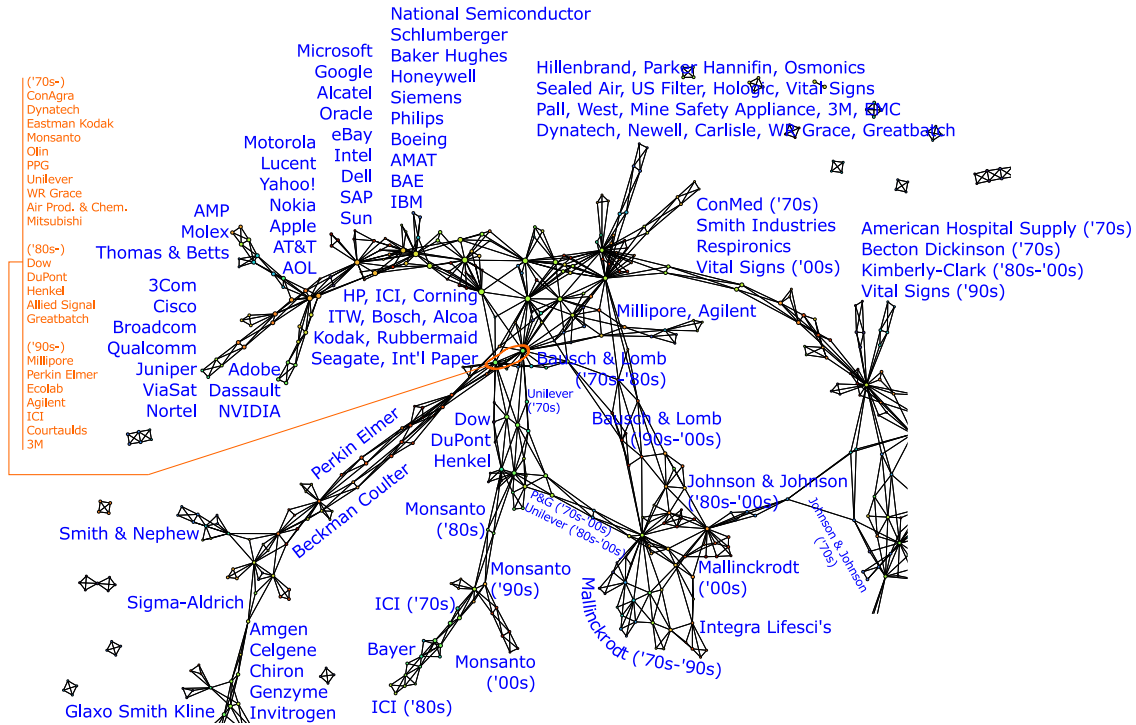 National Semiconductor
Schlumberger
Baker Hughes
Honeywell
Siemens
Philips
Boeing
AMAT
BAE
IBM
Microsoft
Google
Alcatel
Oracle
eBay
Intel
Dell
SAP
Sun
Motorola
Lucent
Yahoo!
Nokia
Apple
AT&T
AOL
AMP
Molex
Thomas & Betts
3Com
Cisco
Broadcom
Qualcomm
Juniper
ViaSat
Nortel
Adobe
Dassault
NVIDIA
('70s-)
ConAgra
Dynatech
Eastman Kodak
Monsanto
Olin
PPG
Unilever
WR Grace
Air Prod. & Chem.
Mitsubishi
('80s-)
Dow
DuPont
Henkel
Allied Signal
Greatbatch
('90s-)
Millipore
Perkin Elmer
Ecolab
Agilent
ICI
Courtaulds
3M
Hillenbrand, Parker Hannifin, Osmonics
Sealed Air, US Filter, Hologic, Vital Signs
Pall, West, Mine Safety Appliance, 3M, EMC
Dynatech, Newell, Carlisle, WR Grace, Greatbatch
ConMed ('70s)
Smith Industries
Respironics
Vital Signs ('00s)
American Hospital Supply ('70s)
Becton Dickinson ('70s)
Kimberly-Clark ('80s-'00s)
Vital Signs ('90s)
HP, ICI, Corning
ITW, Bosch, Alcoa
Kodak, Rubbermaid
Seagate, Int'l Paper
Millipore, Agilent
Bausch & Lomb
('70s-'80s)
Unilever
('70s)
Bausch & Lomb
('90s-'00s)
Dow
DuPont
Henkel
Perkin Elmer
Beckman Coulter
Johnson & Johnson
('80s-'00s)
Johnson & Johnson
('70s)
P&G ('70s-'00s)
Unilever ('80s-'00s)
Monsanto
('80s)
Smith & Nephew
Monsanto
('90s)
Mallinckrodt
('00s)
Mallinckrodt ('70s-'90s)
Sigma-Aldrich
ICI ('70s)
Integra Lifesci's
Amgen
Celgene
Chiron
Genzyme
Invitrogen
Bayer
Monsanto
('00s)
ICI ('80s)
Glaxo Smith Kline